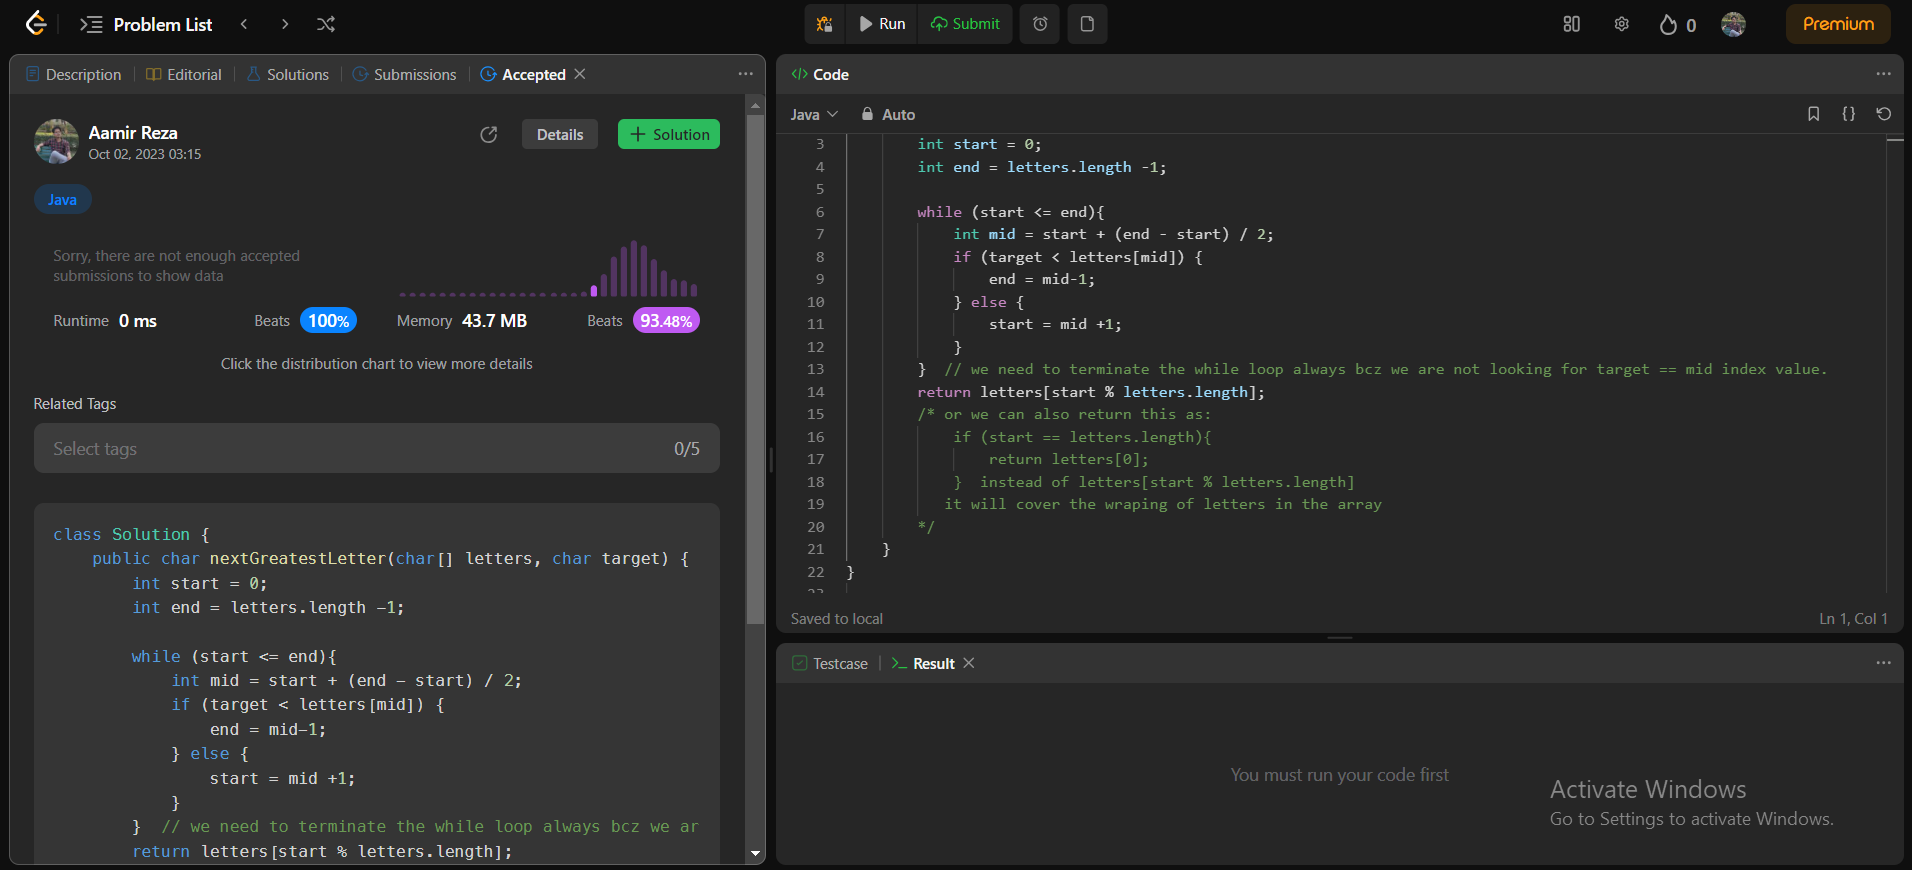 Problem List
Run
Submit
0
Premium
Description
Editorial
Solutions
Submissions
Accepted
Aamir Reza
Oct 02, 2023 03:15
Details
+ Solution
Java
Sorry, there are not enough accepted
submissions to show data
Runtime 0 ms
Beats 100%
Memory 43.7 MB
Beats 93.48%
Click the distribution chart to view more details
Related Tags
Select tags
0/5
class Solution {
public char nextGreatestLetter(char[] letters, char target) {
int start = 0;
int end = letters.length -1;
while (start <= end){
int mid = start + (end - start) / 2;
if (target < letters[mid]) {
end = mid-1;
} else {
start = mid +1;
}
} // we need to terminate the while loop always bcz we ar
return letters[start % letters.length];
</> Code
Java
Auto
3 int start = 0;
4 int end = letters.length -1;
5
6 while (start <= end){
7 int mid = start + (end - start) / 2;
8 if (target < letters[mid]) {
9 end = mid-1;
10 } else {
11 start = mid +1;
12 }
13 } // we need to terminate the while loop always bcz we are not looking for target == mid index value.
14 return letters[start % letters.length];
15 /* or we can also return this as:
16 if (start == letters.length){
17 return letters[0];
18 } instead of letters[start % letters.length]
19 it will cover the wraping of letters in the array
20 */
21 }
22 }
Saved to local
Ln 1, Col 1
Testcase
>_ Result
You must run your code first
Activate Windows
Go to Settings to activate Windows.